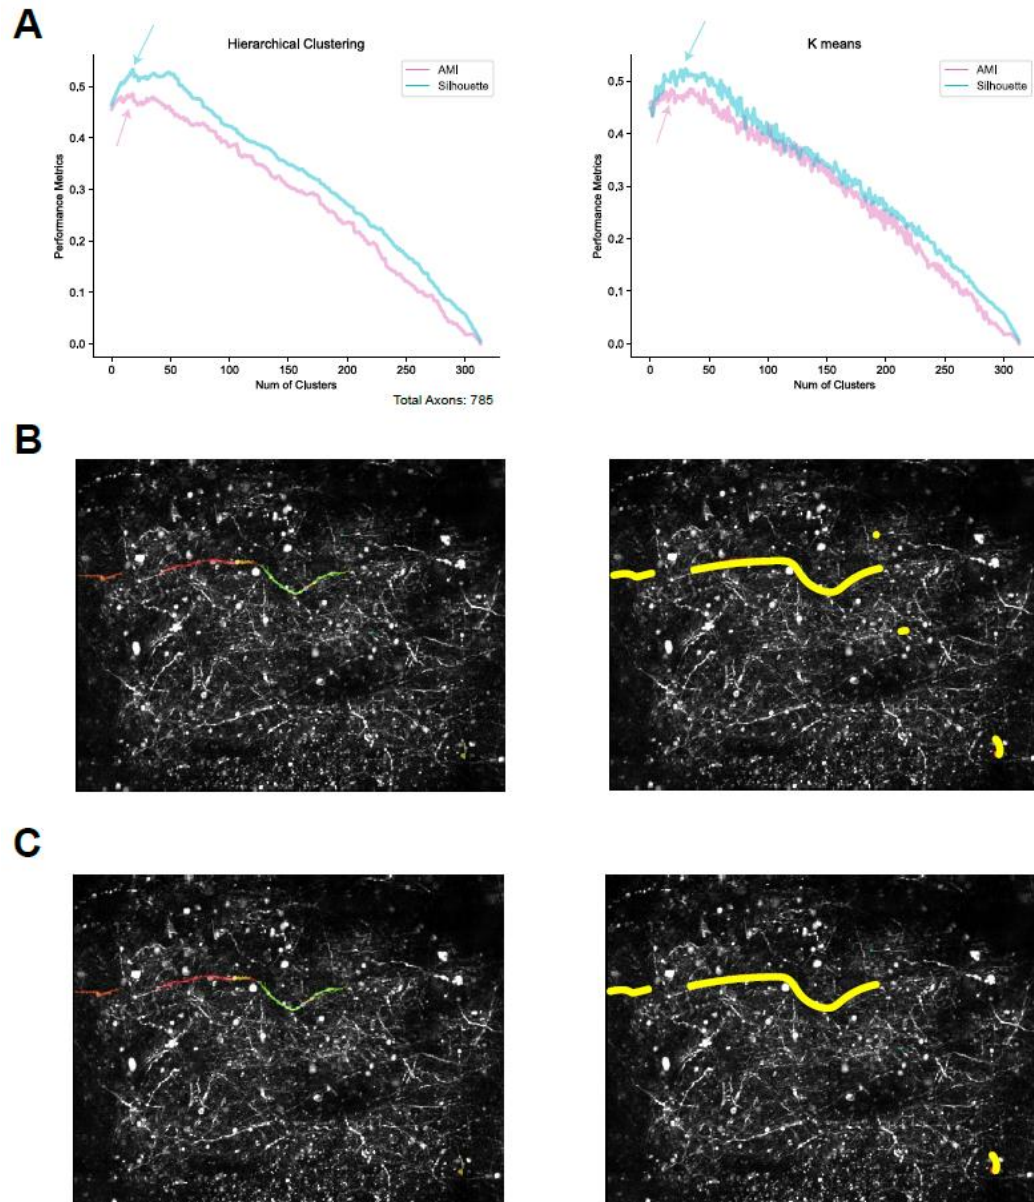 A
Hierarchical Clustering
AMI
Silhouette
Performance Metrics
0.5
0.4
0.3
0.2
0.1
0.0
0
50
100
150
200
250
300
Num of Clusters
Total Axons: 785
K means
AMI
Silhouette
Performance Metrics
0.5
0.4
0.3
0.2
0.1
0.0
0
50
100
150
200
250
300
Num of Clusters
B
C